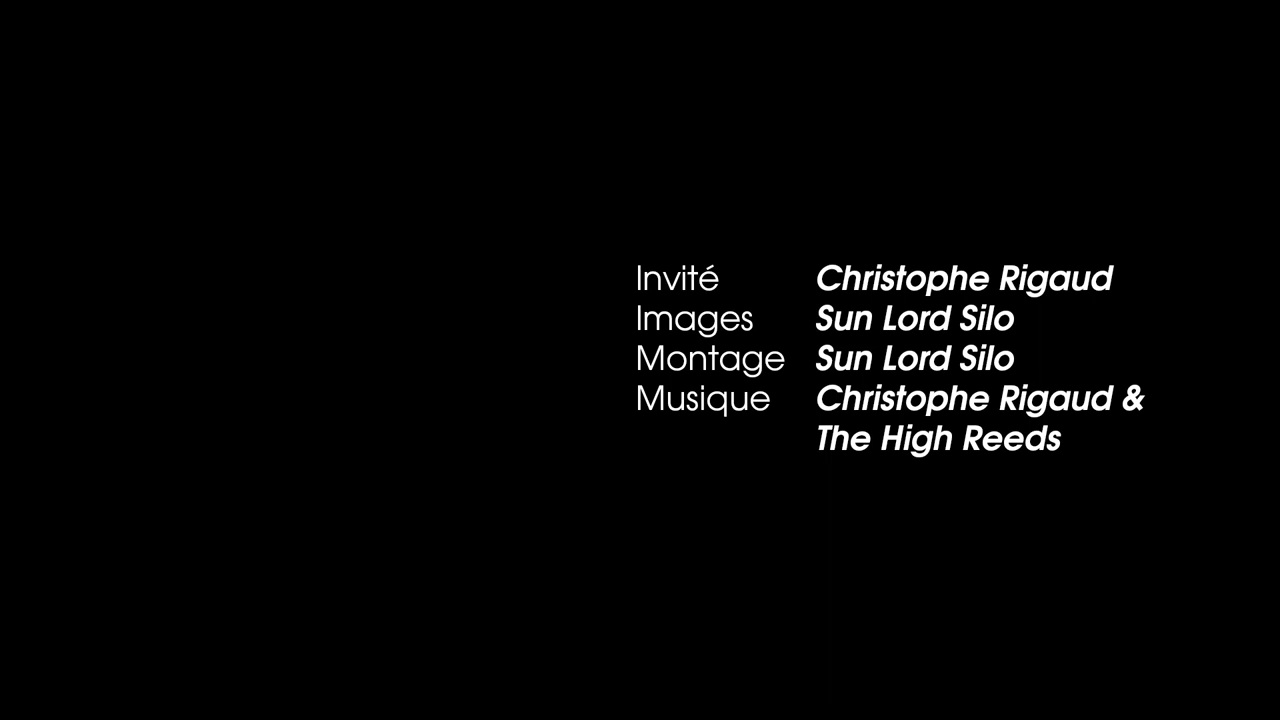 Invité Christophe Rigaud
Images Sun Lord Silo
Montage Sun Lord Silo
Musique Christophe Rigaud &
The High Reeds